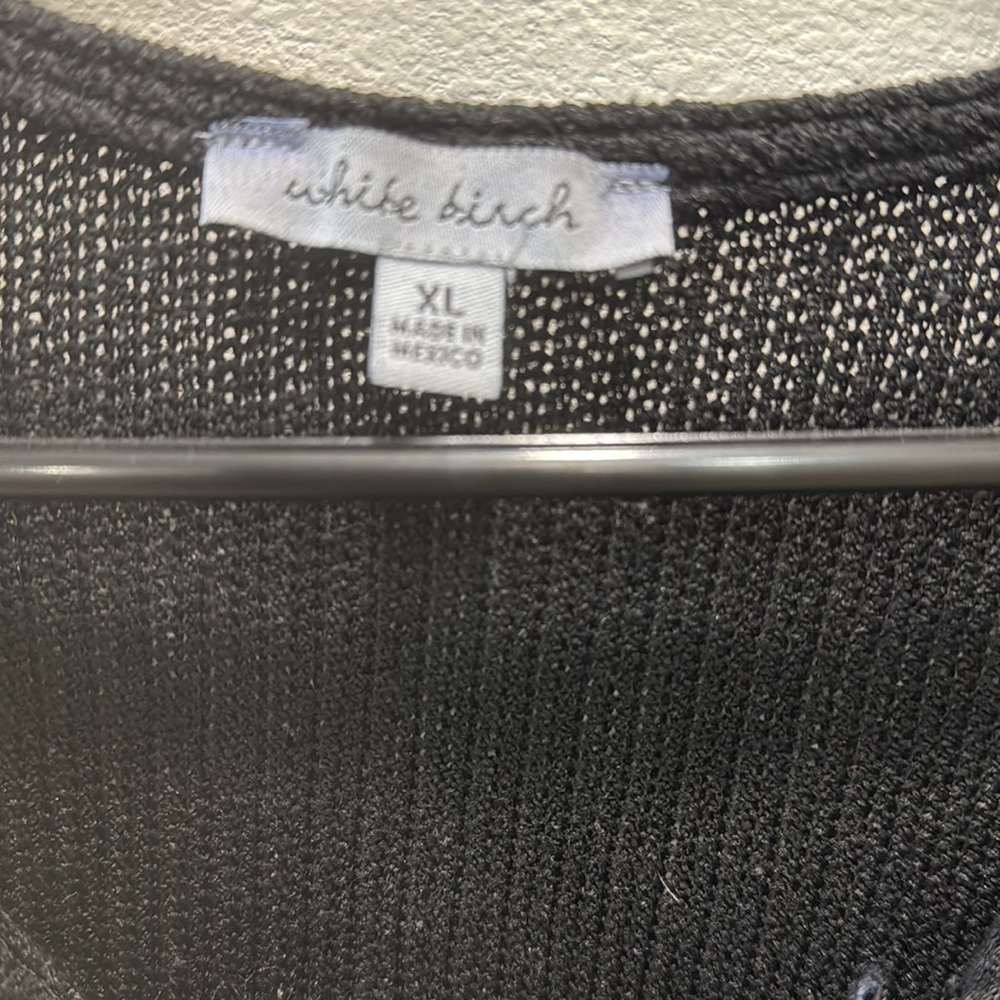 white birch
XL
MADE IN
MEXICO